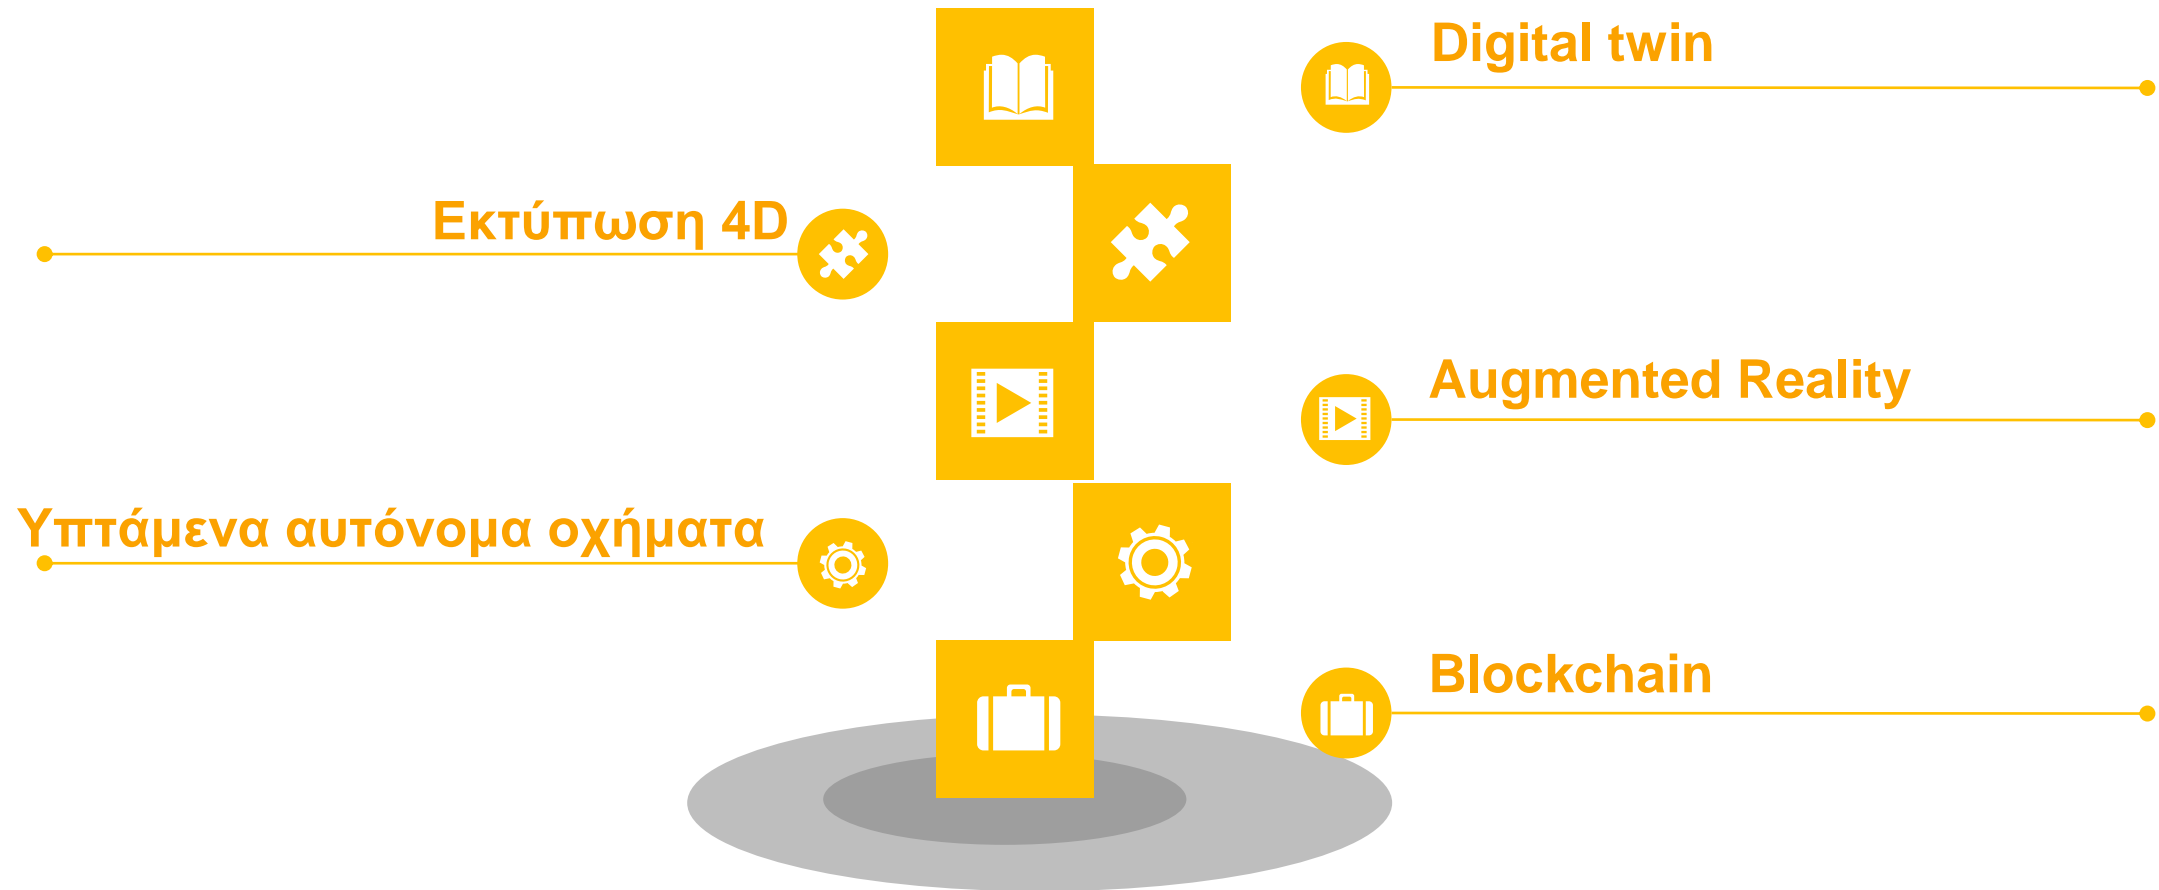 Digital twin
Εκτύπωση 4D
Augmented Reality
Υπτάμενα αυτόνομα οχήματα
Blockchain